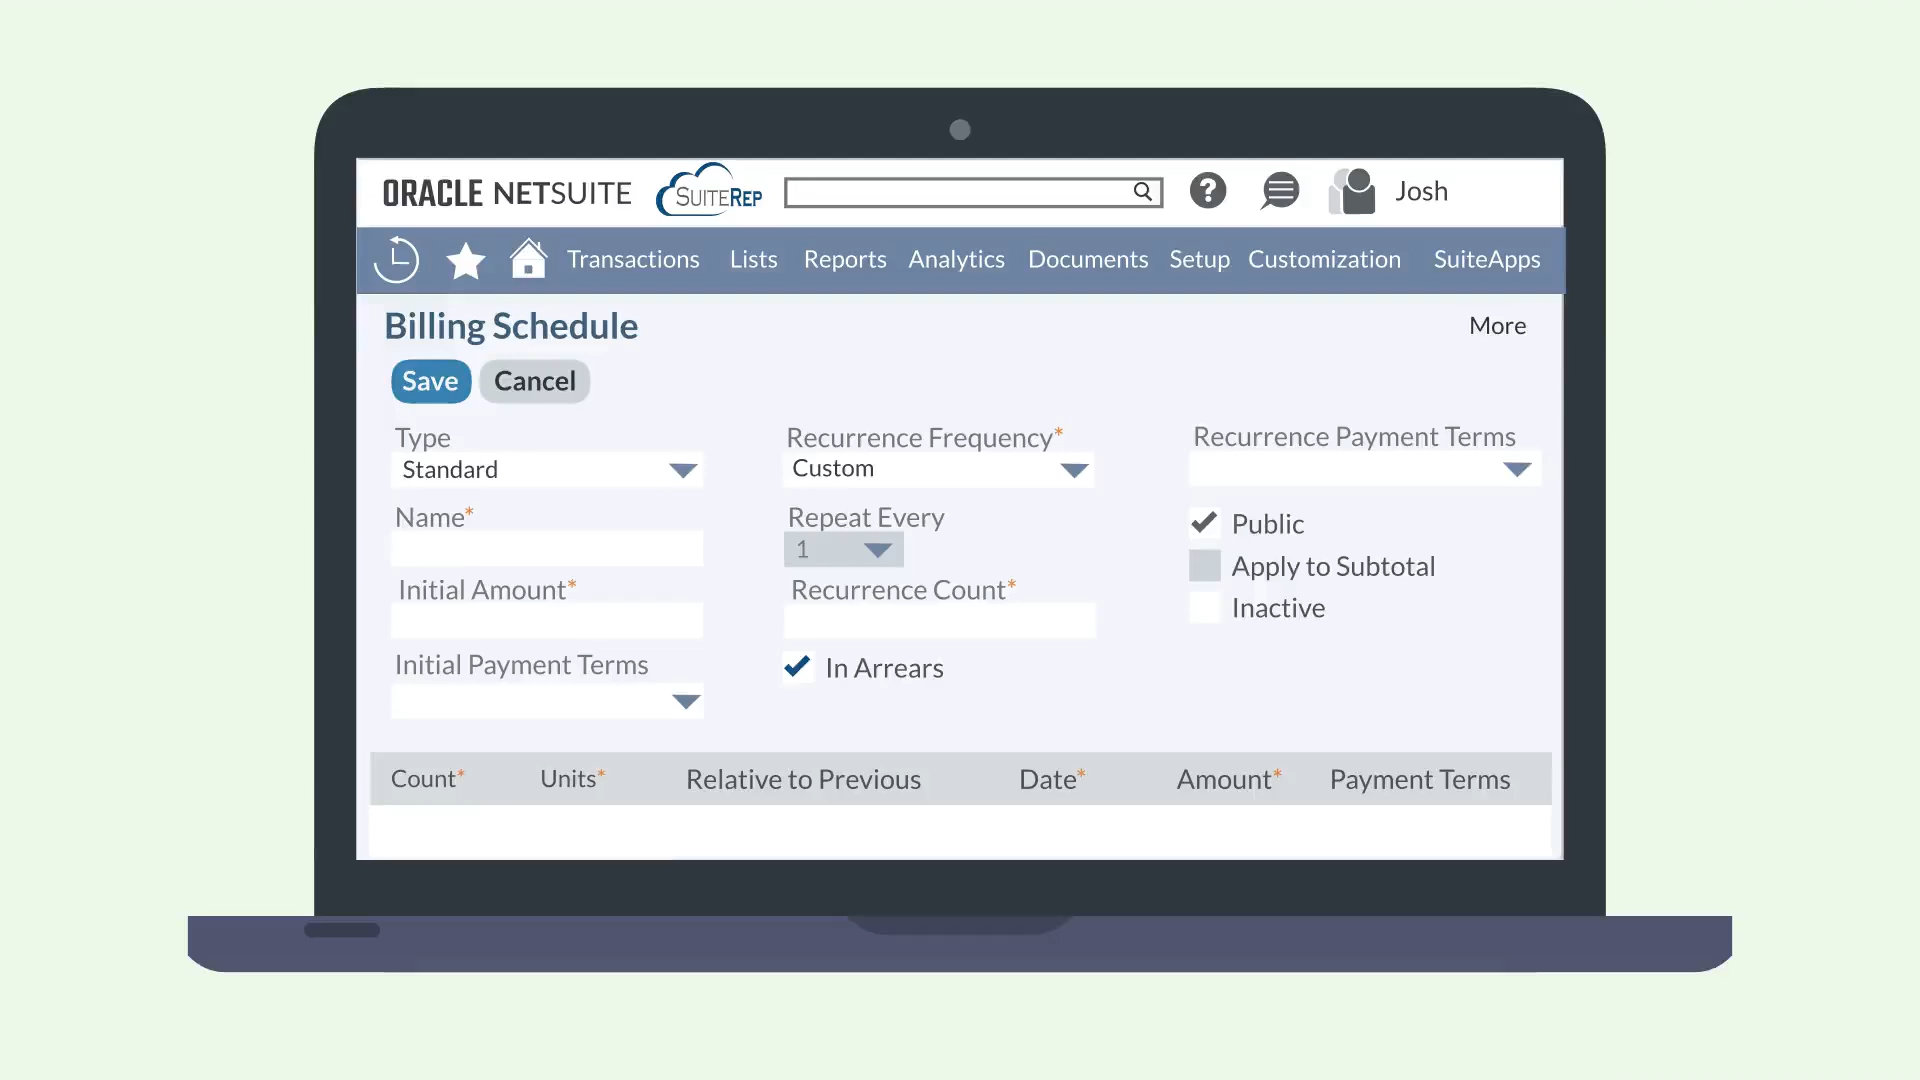 ORACLE NETSUITE SUITEREP Josh
Transactions Lists Reports Analytics Documents Setup Customization SuiteApps
Billing Schedule More
Save Cancel
Type Recurrence Frequency* Recurrence Payment Terms
Standard Custom
Name* Repeat Every Public
1 Apply to Subtotal
Initial Amount* Recurrence Count* Inactive
Initial Payment Terms In Arrears
Count* Units* Relative to Previous Date* Amount* Payment Terms